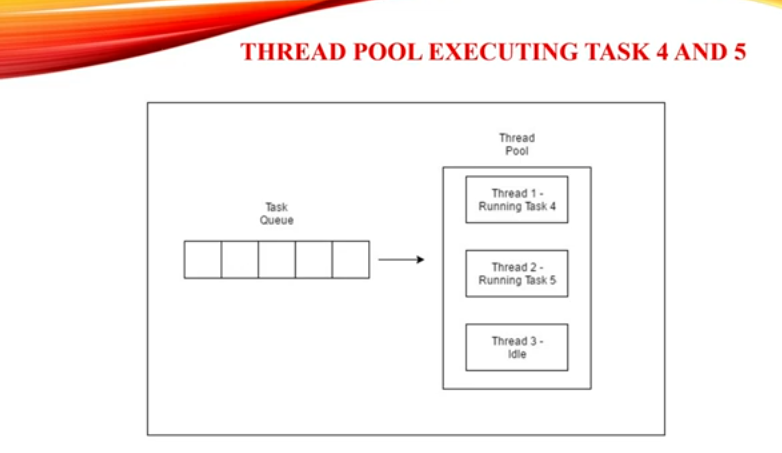 THREAD POOL EXECUTING TASK 4 AND 5
Thread
Pool
Task
Queue
Thread 1 -
Running Task 4
Thread 2 -
Running Task 5
Thread 3 -
Idle